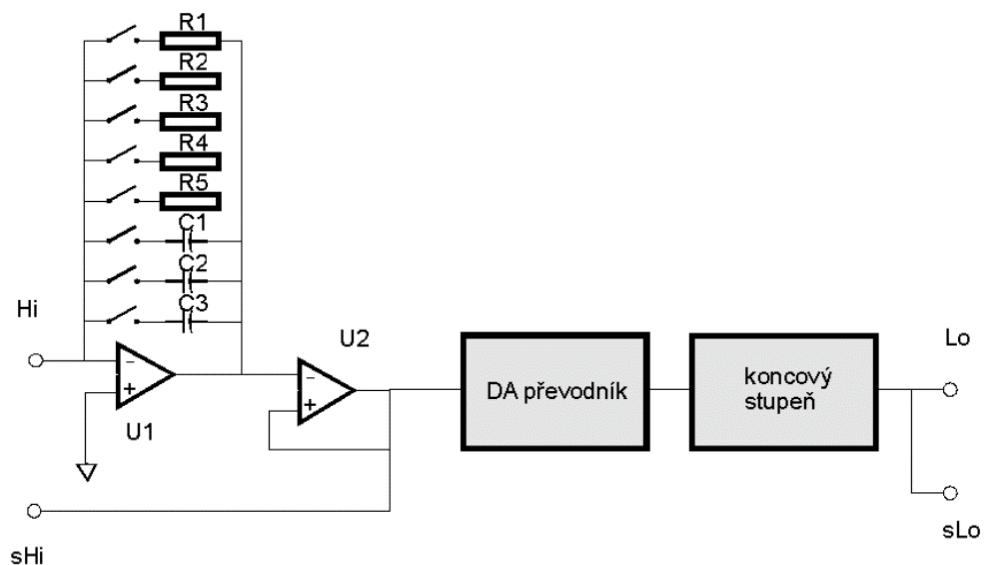 R1
R2
R3
R4
R5
C1
C2
C3
Hi
U1
U2
DA převodník
koncový
stupeň
Lo
sLo
sHi